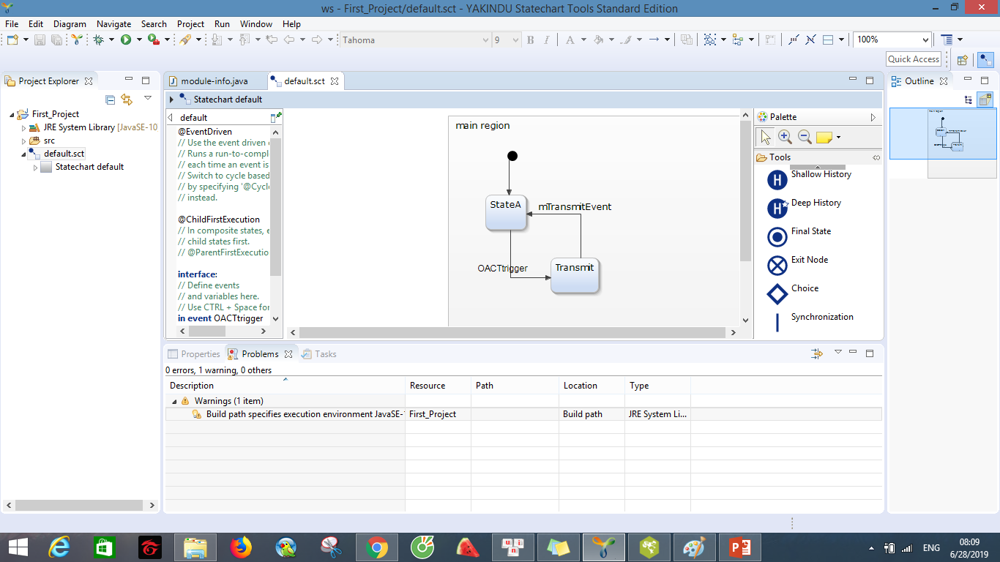 ws - First_Project/default.sct - YAKINDU Statechart Tools Standard Edition
File Edit Diagram Navigate Search Project Run Window Help
Tahoma 9 B I A 100%
Quick Access
Project Explorer
First_Project
JRE System Library [JavaSE-10
src
default.sct
Statechart default
module-info.java default.sct
Statechart default
default
@EventDriven
// Use the event driven
// Runs a run-to-compl
// each time an event is
// Switch to cycle based
// by specifying '@Cycl
// instead.
@ChildFirstExecution
// In composite states, e
// child states first.
// @ParentFirstExecutio
interface:
// Define events
// and variables here.
// Use CTRL + Space for
in event OACTtrigger
main region
StateA
mTransmitEvent
OACTtrigger
Transmit
Palette
Tools
Shallow History
Deep History
Final State
Exit Node
Choice
Synchronization
Outline
Properties Problems Tasks
0 errors, 1 warning, 0 others
Description Resource Path Location Type
Warnings (1 item)
Build path specifies execution environment JavaSE- First_Project Build path JRE System Li...
ENG
08:09
6/28/2019